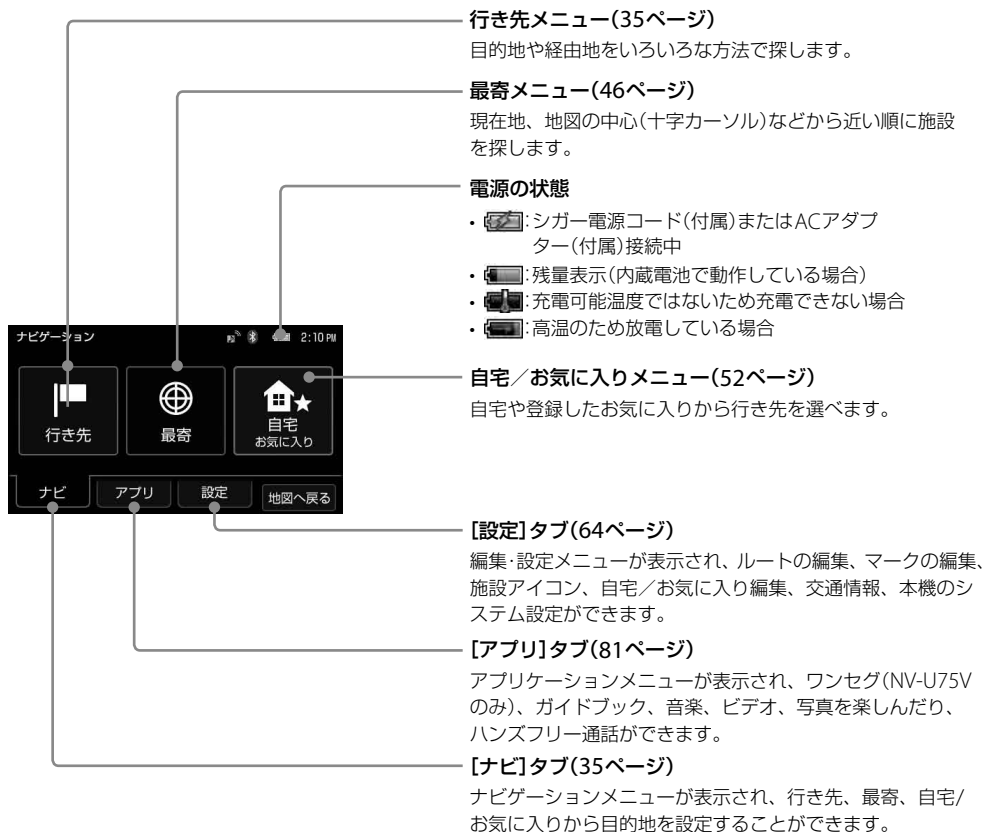 行き先メニュー(35ページ)
目的地や経由地をいろいろな方法で探します。
最寄メニュー(46ページ)
現在地、地図の中心(十字カーソル)などから近い順に施設
を探します。
電源の状態
• :シガー電源コード(付属)またはACアダプ
ター(付属)接続中
• :残量表示(内蔵電池で動作している場合)
• :充電可能温度ではないため充電できない場合
• :高温のため放電している場合
ナビゲーション 2:10 PM
行き先
最寄
自宅
お気に入り
ナビ アプリ 設定 地図へ戻る
自宅／お気に入りメニュー(52ページ)
自宅や登録したお気に入りから行き先を選べます。
[設定]タブ(64ページ)
編集・設定メニューが表示され、ルートの編集、マークの編集、
施設アイコン、自宅／お気に入り編集、交通情報、本機のシ
ステム設定ができます。
[アプリ]タブ(81ページ)
アプリケーションメニューが表示され、ワンセグ(NV-U75V
のみ)、ガイドブック、音楽、ビデオ、写真を楽しんだり、
ハンズフリー通話ができます。
[ナビ]タブ(35ページ)
ナビゲーションメニューが表示され、行き先、最寄、自宅/
お気に入りから目的地を設定することができます。